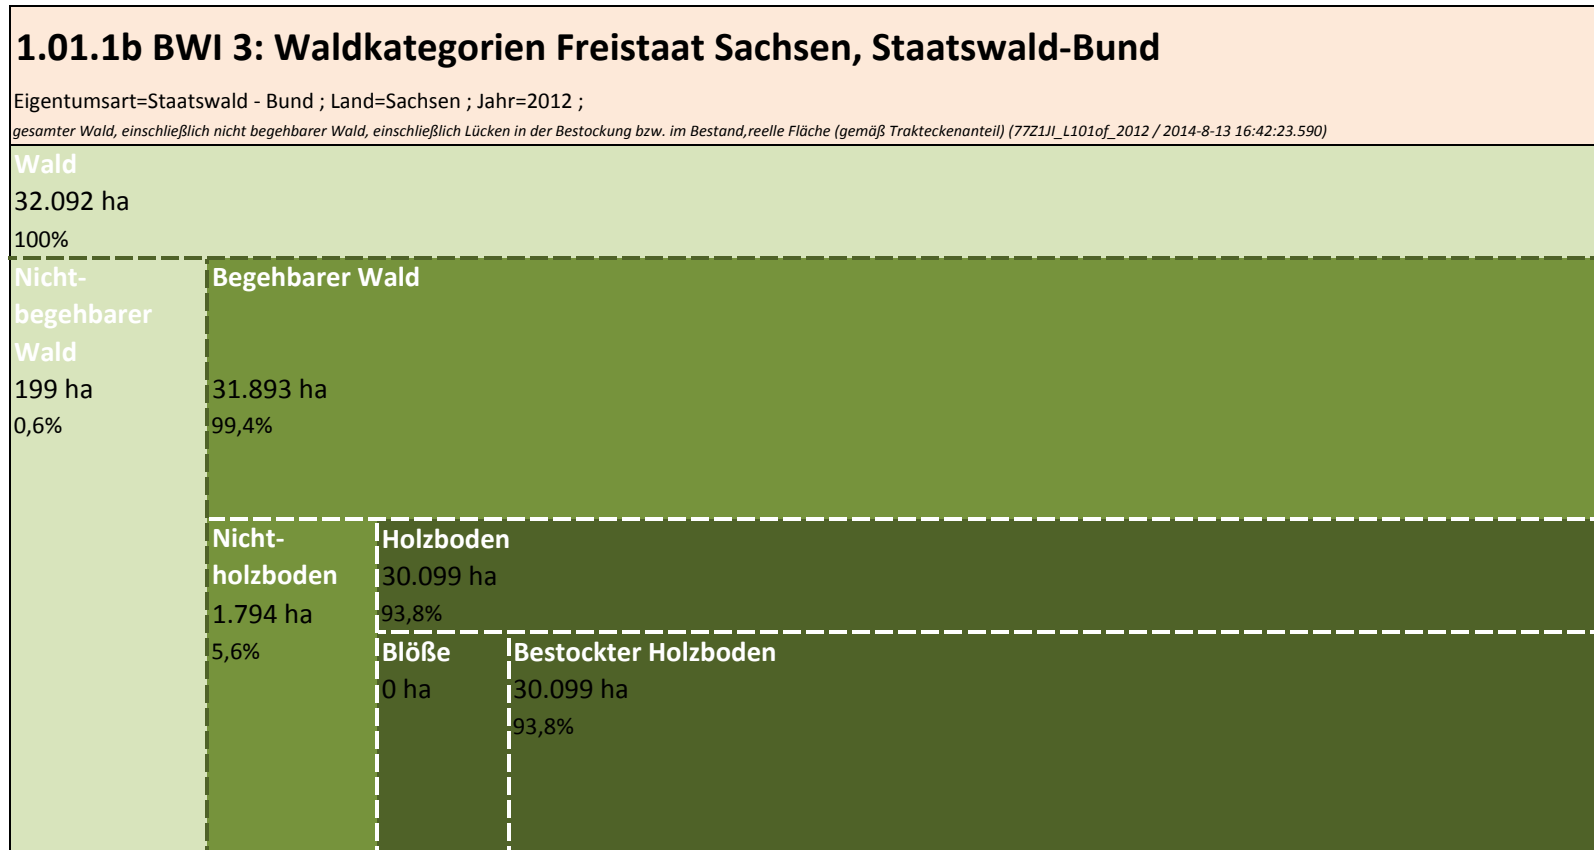 1.01.1b BWI 3: Waldkategorien Freistaat Sachsen, Staatswald-Bund
Eigentumsart=Staatswald - Bund ; Land=Sachsen ; Jahr=2012 ;
gesamter Wald, einschließlich nicht begehbarer Wald, einschließlich Lücken in der Bestockung bzw. im Bestand,reelle Fläche (gemäß Trakteckenanteil) (77Z1JI_L101of_2012 / 2014-8-13 16:42:23.590)
Wald
32.092 ha
100%
Nicht-
begehbarer
Wald
199 ha
0,6%
Begehbarer Wald
31.893 ha
99,4%
Nicht-
holzboden
1.794 ha
5,6%
Holzboden
30.099 ha
93,8%
Blöße
0 ha
Bestockter Holzboden
30.099 ha
93,8%